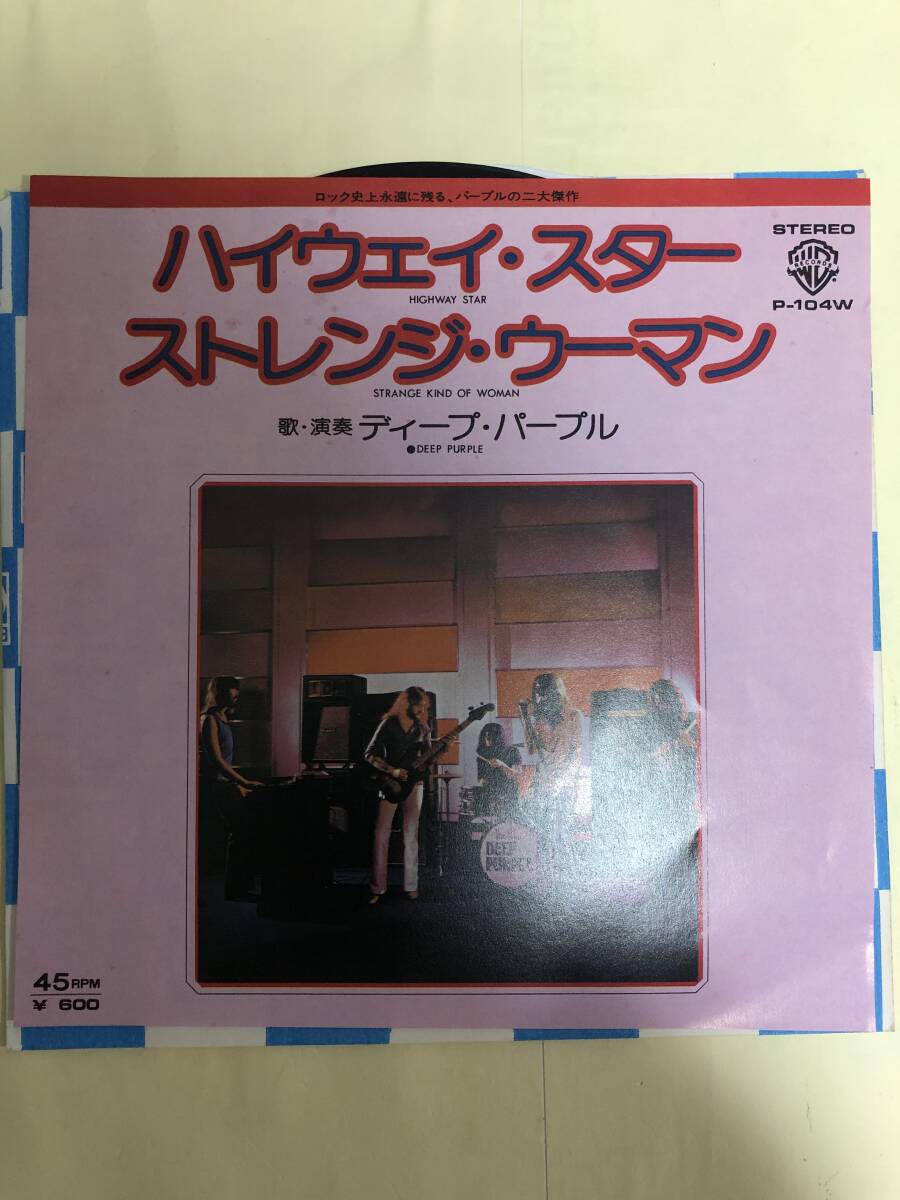 ロック史上永遠に残る、パープルの二大傑作
ハイウェイ・スター
HIGHWAY STAR
ストレンジ・ウーマン
STRANGE KIND OF WOMAN
歌・演奏 ディープ・パープル
●DEEP PURPLE
STEREO
RECORDS
P-104W
DEEP
PURPLE
45RPM
¥ 600